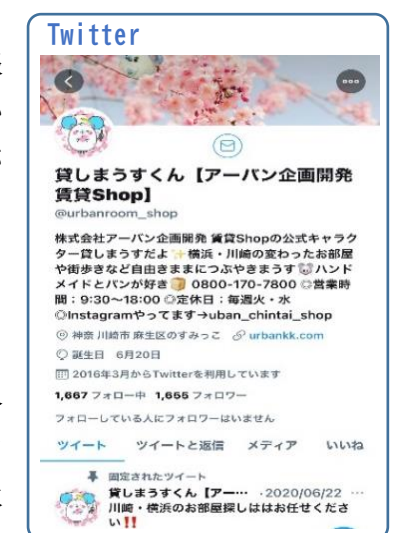 Twitter
貸しまうすくん【アーバン企画開発
賃貸Shop】
@urbanroom_shop
株式会社アーバン企画開発 賃貸Shopの公式キャラク
ター貸しまうすだよ✨横浜・川崎の変わったお部屋
や街歩きなど自由きままにつぶやきまうす🐭ハンド
メイドとパンが好き🍞 0800-170-7800 ◎営業時
間：9:30〜18:00 ◎定休日：毎週火・水
◎Instagramやってます→uban_chintai_shop
神奈川崎市 麻生区のすみっこ urbankk.com
誕生日 6月20日
2016年3月からTwitterを利用しています
1,667 フォロー中 1,655 フォロワー
フォローしている人にフォロワーはいません
ツイート ツイートと返信 メディア いいね
固定されたツイート
貸しまうすくん【アー… ・2020/06/22
川崎・横浜のお部屋探しははお任せくださ
い‼